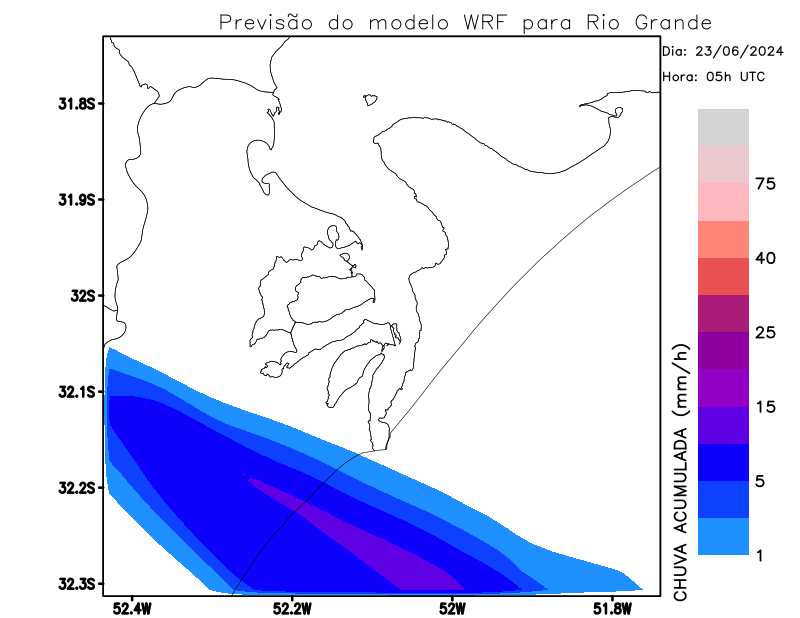 Previsão do modelo WRF para Rio Grande
Dia: 23/06/2024
Hora: 05h UTC
31.8S
31.9S
32S
32.1S
32.2S
32.3S
52.4W
52.2W
52W
51.8W
75
40
25
15
5
1
CHUVA ACUMULADA (mm/h)